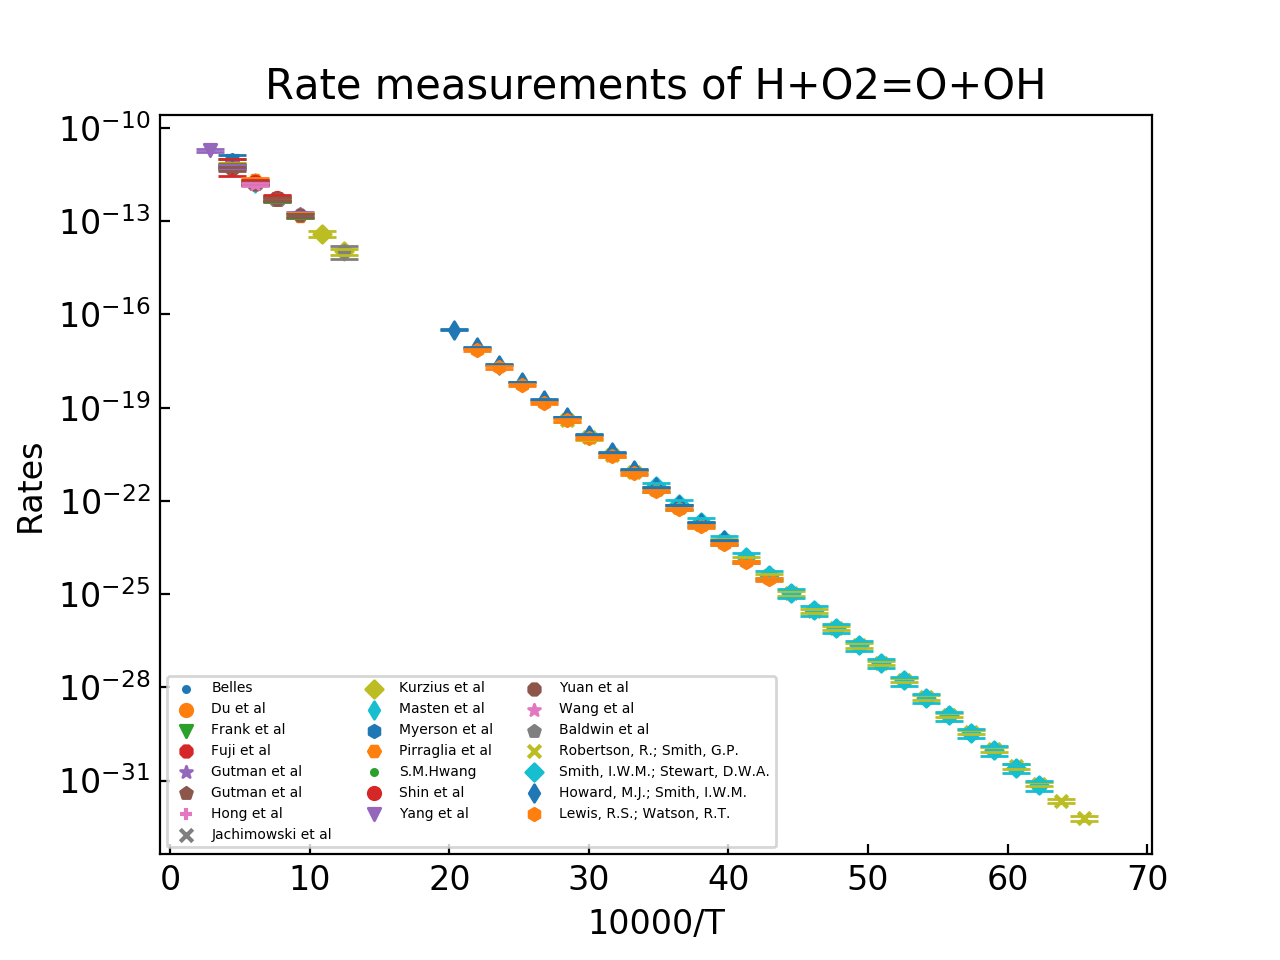 Rate measurements of H+O2=O+OH
10⁻¹⁰
10⁻¹³
10⁻¹⁶
10⁻¹⁹
10⁻²²
10⁻²⁵
10⁻²⁸
10⁻³¹
Rates
Belles
Du et al
Frank et al
Fuji et al
Gutman et al
Gutman et al
Hong et al
Jachimowski et al
Kurzius et al
Masten et al
Myerson et al
Pirraglia et al
S.M.Hwang
Shin et al
Yang et al
Yuan et al
Wang et al
Baldwin et al
Robertson, R.; Smith, G.P.
Smith, I.W.M.; Stewart, D.W.A.
Howard, M.J.; Smith, I.W.M.
Lewis, R.S.; Watson, R.T.
0 10 20 30 40 50 60 70
10000/T